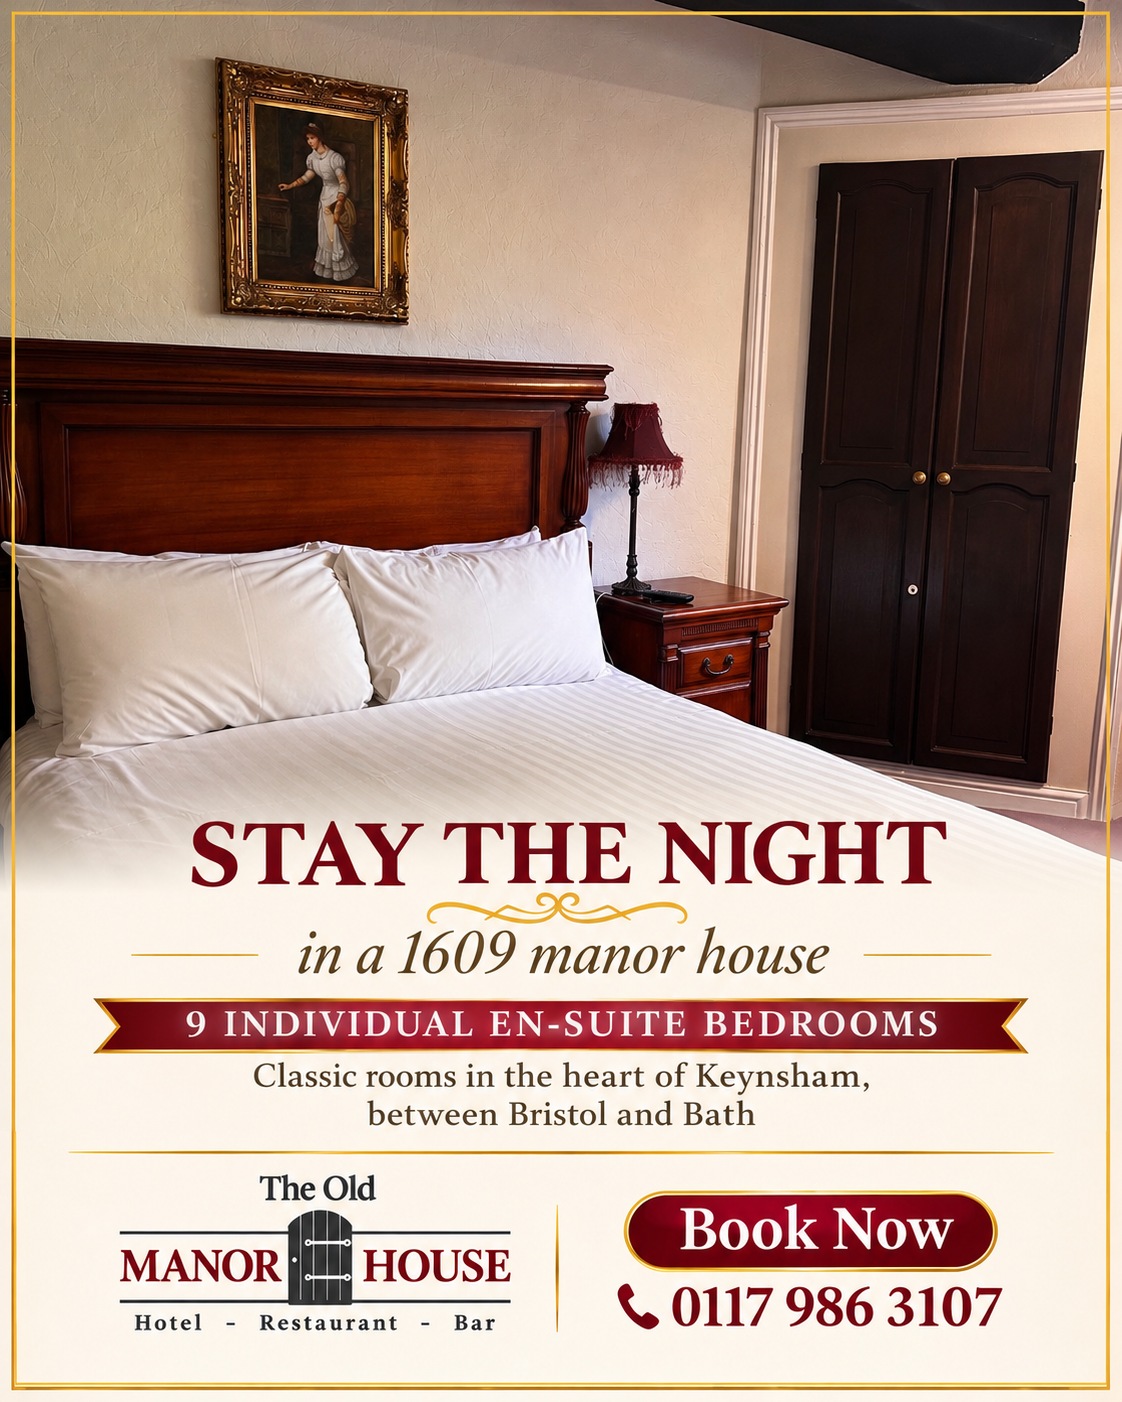 STAY THE NIGHT
in a 1609 manor house
9 INDIVIDUAL EN-SUITE BEDROOMS
Classic rooms in the heart of Keynsham,
between Bristol and Bath
The Old
MANOR HOUSE
Hotel - Restaurant - Bar
Book Now
0117 986 3107